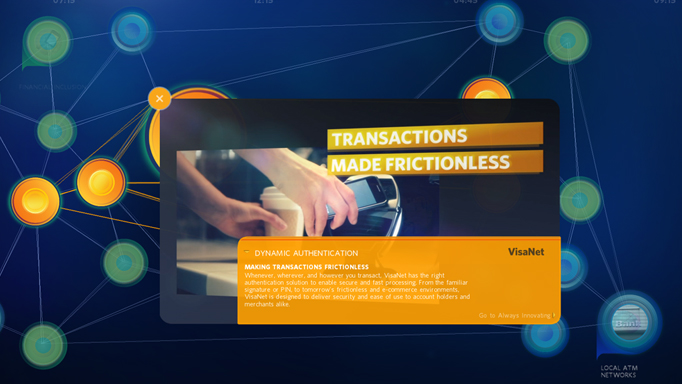 12:15
TRANSACTIONS
MADE FRICTIONLESS
DYNAMIC AUTHENTICATION
VisaNet
MAKING TRANSACTIONS FRICTIONLESS
Whenever, wherever, and however you transact, VisaNet has the right
authentication solution to enable secure and fast processing. From the familiar
signature or PIN, to tomorrow's frictionless and e-commerce environments,
VisaNet is designed to deliver security and ease of use to account holders and
merchants alike.
Go to Always Innovating
LOCAL ATM
NETWORKS